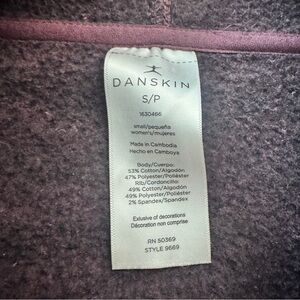 DANSKIN
S/P
1630466
small/pequeña
women's/mujeres
Made in Cambodia
Hecho en Camboya
Body/Cuerpo:
53% Cotton/Algodón
47% Polyester/Poliéster
Rib/Cordoncillo:
49% Cotton/Algodón
49% Polyester/Poliéster
2% Spandex/Spandex
Exlusive of decorations
Décoration non comprise
RN 50369
STYLE 9669